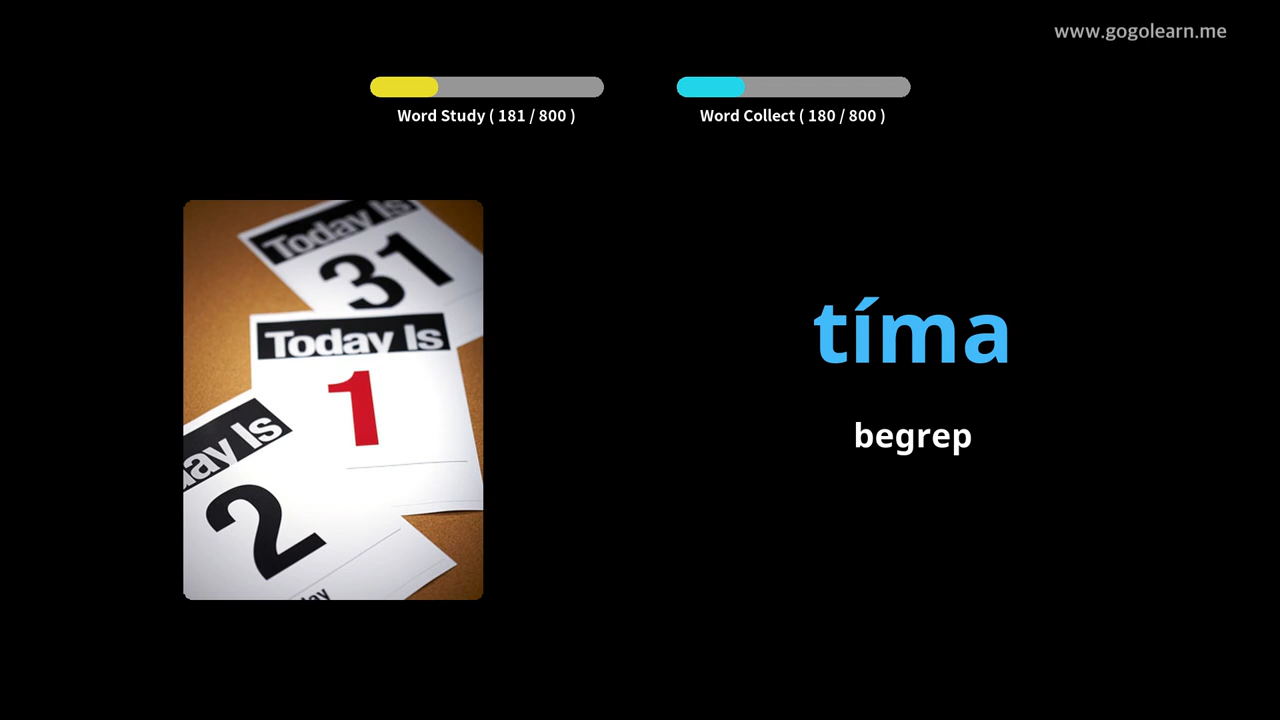 www.gogolearn.me
Word Study ( 181 / 800 )
Word Collect ( 180 / 800 )
Today Is
31
Today Is
1
day Is
2
tíma
begrep